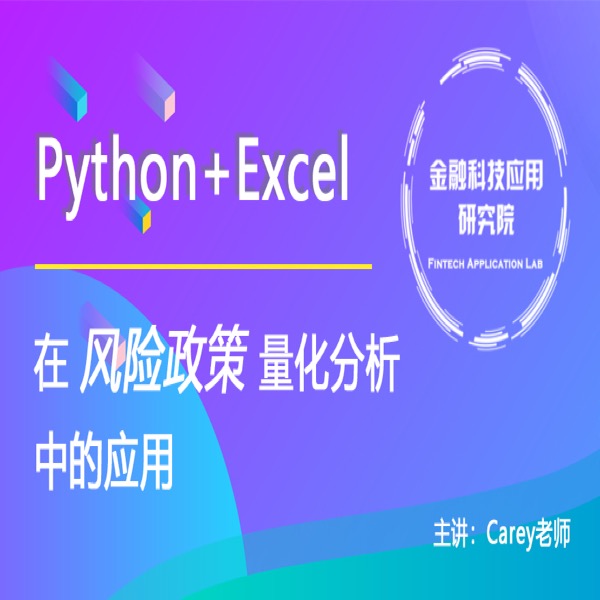 Python+Excel
金融科技应用
研究院
FINTECH APPLICATION LAB
在 风险政策 量化分析
中的应用
主讲：Carey老师